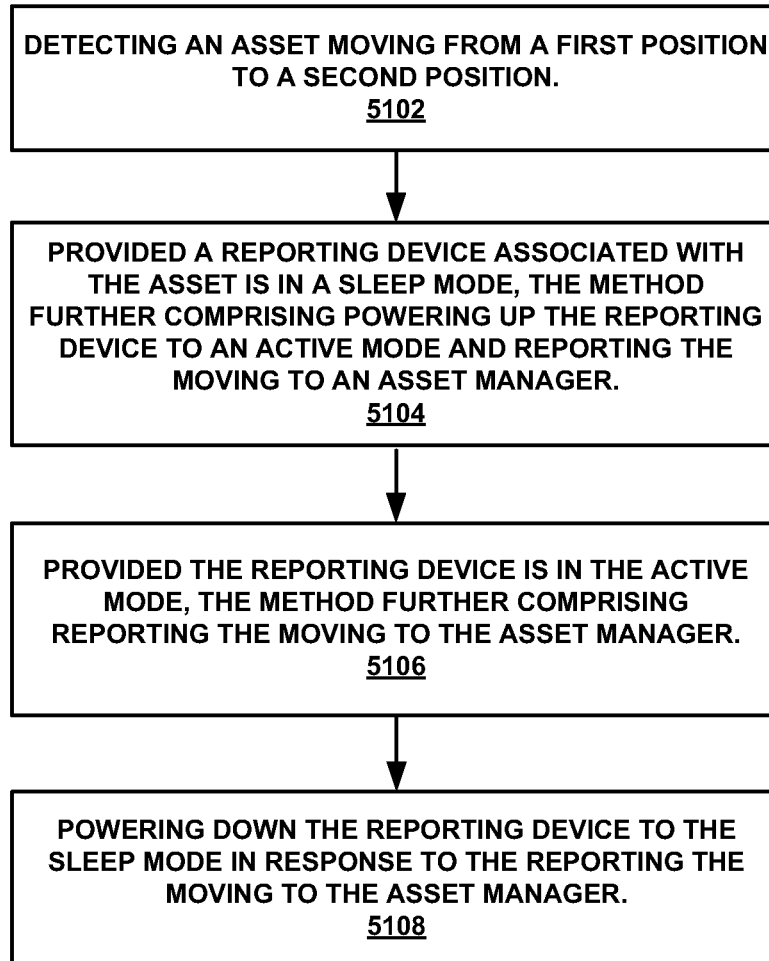 DETECTING AN ASSET MOVING FROM A FIRST POSITION
TO A SECOND POSITION.
5102
PROVIDED A REPORTING DEVICE ASSOCIATED WITH
THE ASSET IS IN A SLEEP MODE, THE METHOD
FURTHER COMPRISING POWERING UP THE REPORTING
DEVICE TO AN ACTIVE MODE AND REPORTING THE
MOVING TO AN ASSET MANAGER.
5104
PROVIDED THE REPORTING DEVICE IS IN THE ACTIVE
MODE, THE METHOD FURTHER COMPRISING
REPORTING THE MOVING TO THE ASSET MANAGER.
5106
POWERING DOWN THE REPORTING DEVICE TO THE
SLEEP MODE IN RESPONSE TO THE REPORTING THE
MOVING TO THE ASSET MANAGER.
5108